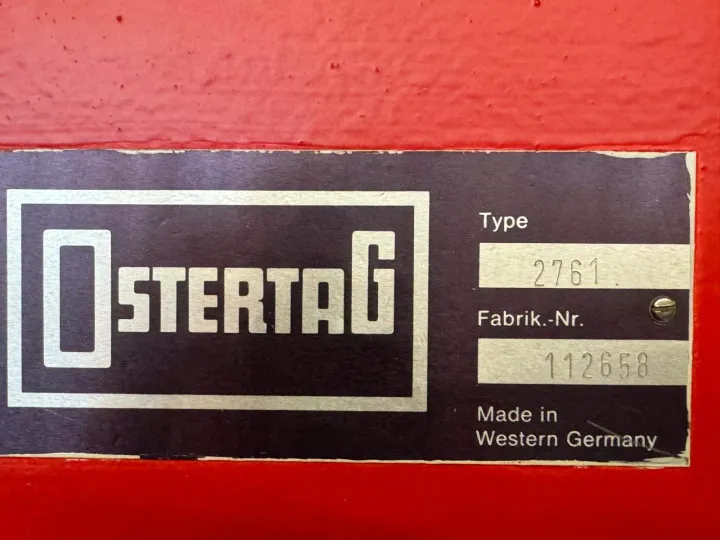 OSTERTAG
Type
2761
Fabrik.-Nr.
112658
Made in
Western Germany